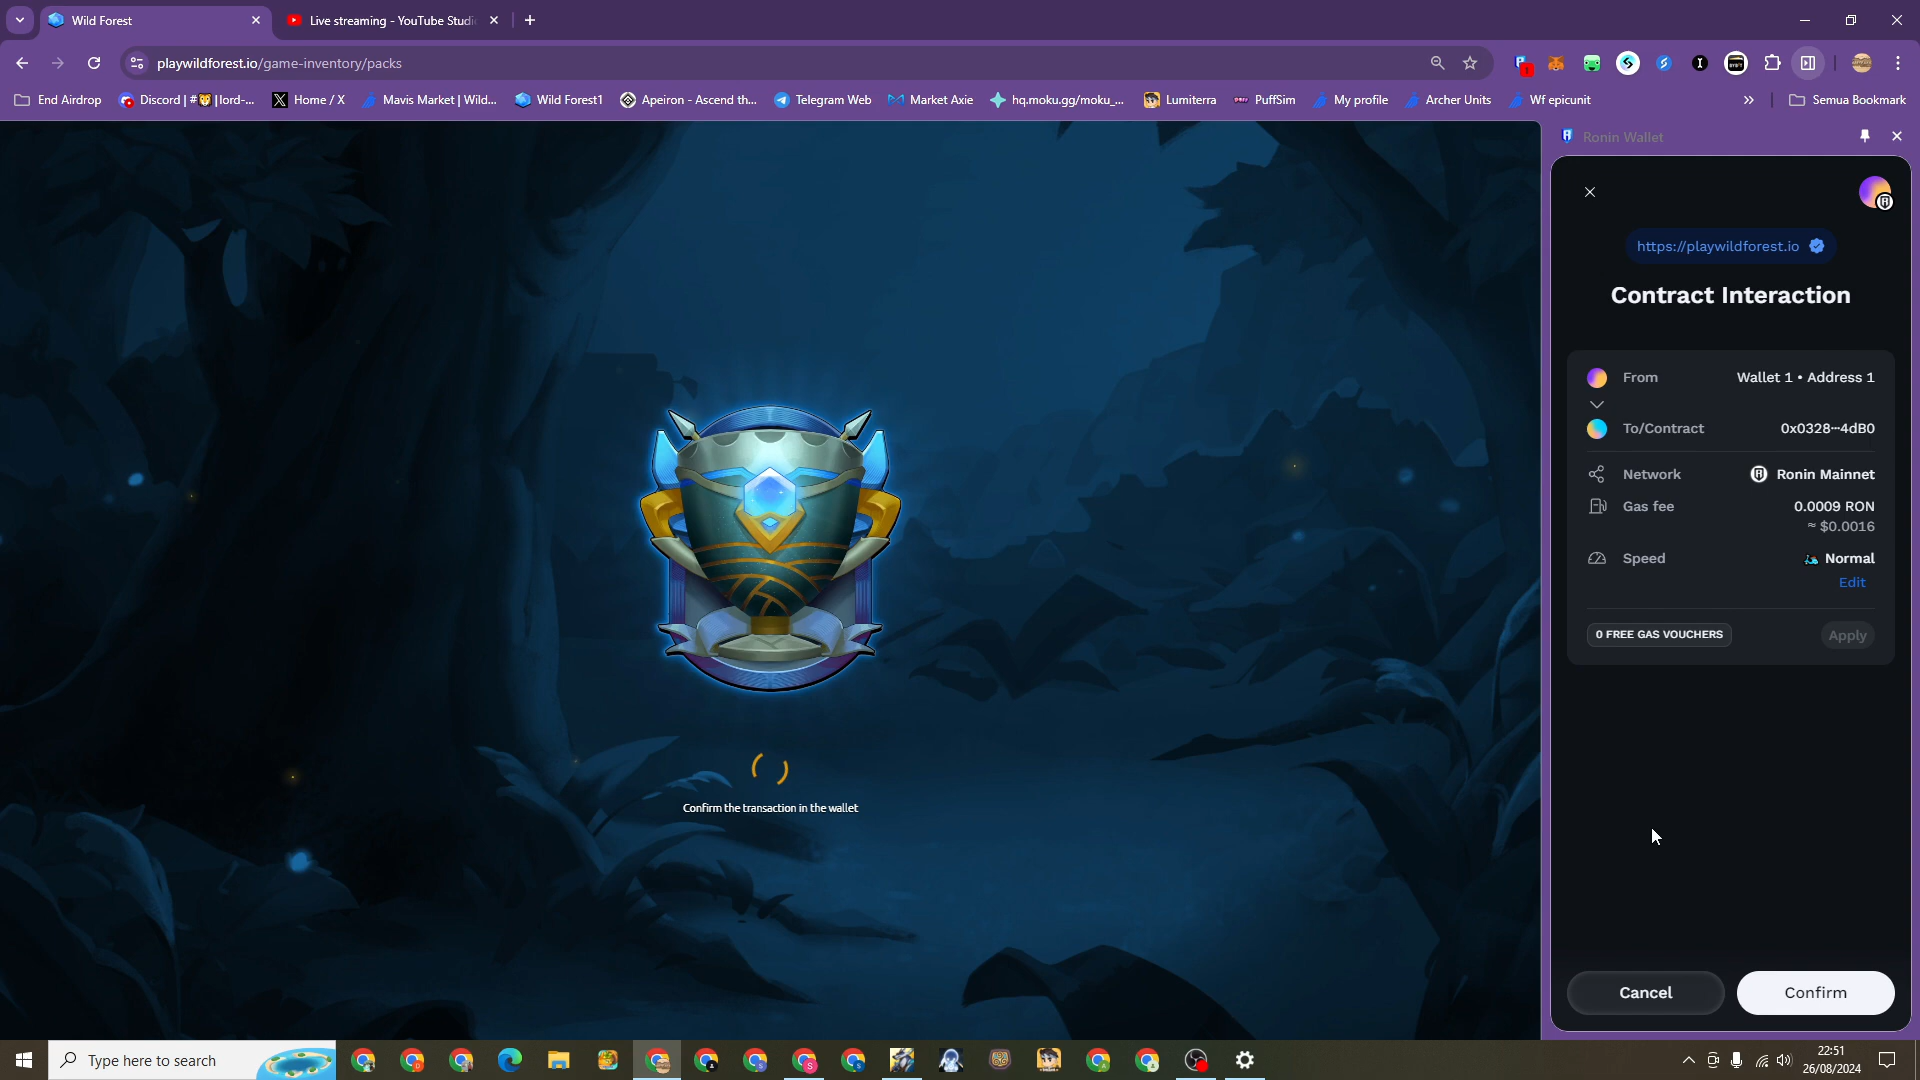 Wild Forest
Live streaming - YouTube Studi
playwildforest.io/game-inventory/packs
End Airdrop
Discord | #🦁|lord-...
Home / X
Mavis Market | Wild...
Wild Forest1
Apeiron - Ascend th...
Telegram Web
Market Axie
hq.moku.gg/moku_...
Lumiterra
PuffSim
My profile
Archer Units
Wf epicunit
»
Semua Bookmark
Ronin Wallet
https://playwildforest.io
Contract Interaction
From
Wallet 1 • Address 1
To/Contract
0x0328···4dB0
Network
Ronin Mainnet
Gas fee
0.0009 RON
≈ $0.0016
Speed
Normal
Edit
0 FREE GAS VOUCHERS
Apply
Confirm the transaction in the wallet
Cancel
Confirm
Type here to search
22:51
26/08/2024